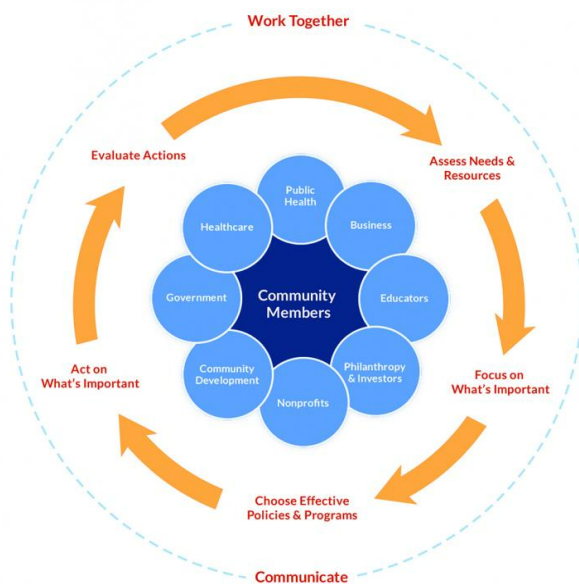 Work Together
Evaluate Actions
Assess Needs &
Resources
Public
Health
Healthcare
Business
Government
Community
Members
Educators
Act on
What's Important
Community
Development
Philanthropy
& Investors
Focus on
What's Important
Nonprofits
Choose Effective
Policies & Programs
Communicate